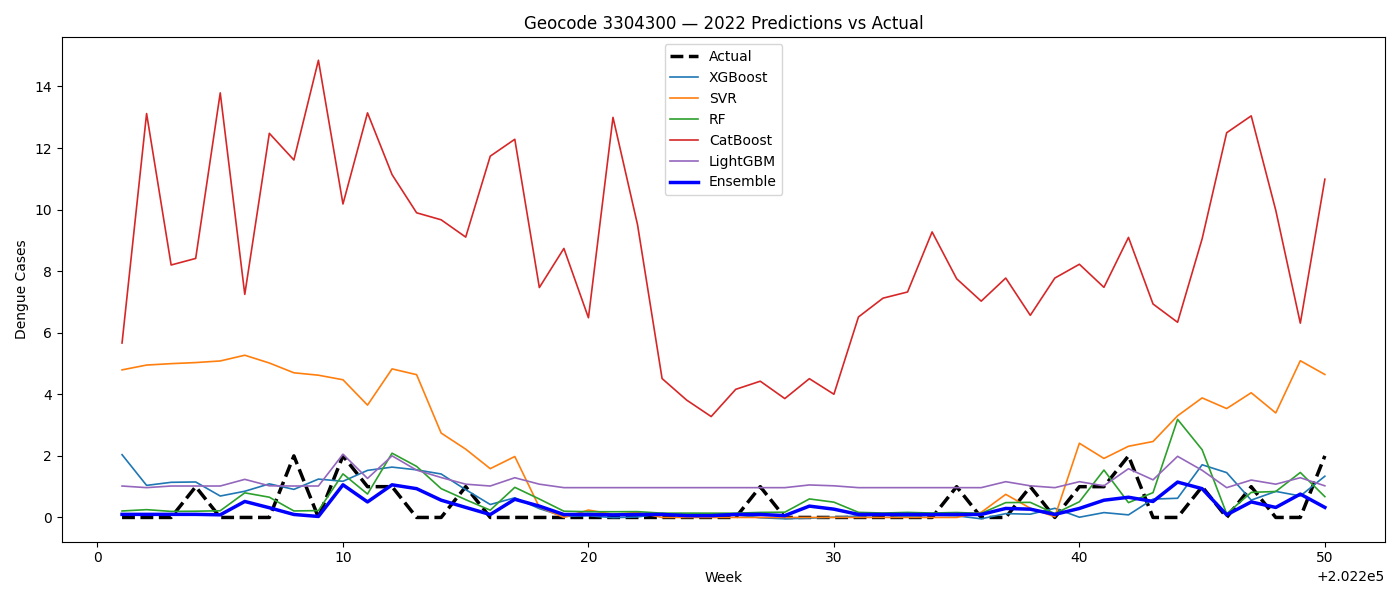 Geocode 3304300 — 2022 Predictions vs Actual
Actual
XGBoost
SVR
RF
CatBoost
LightGBM
Ensemble
Dengue Cases
14
12
10
8
6
4
2
0
0 10 20 30 40 50
Week
+2.022e5